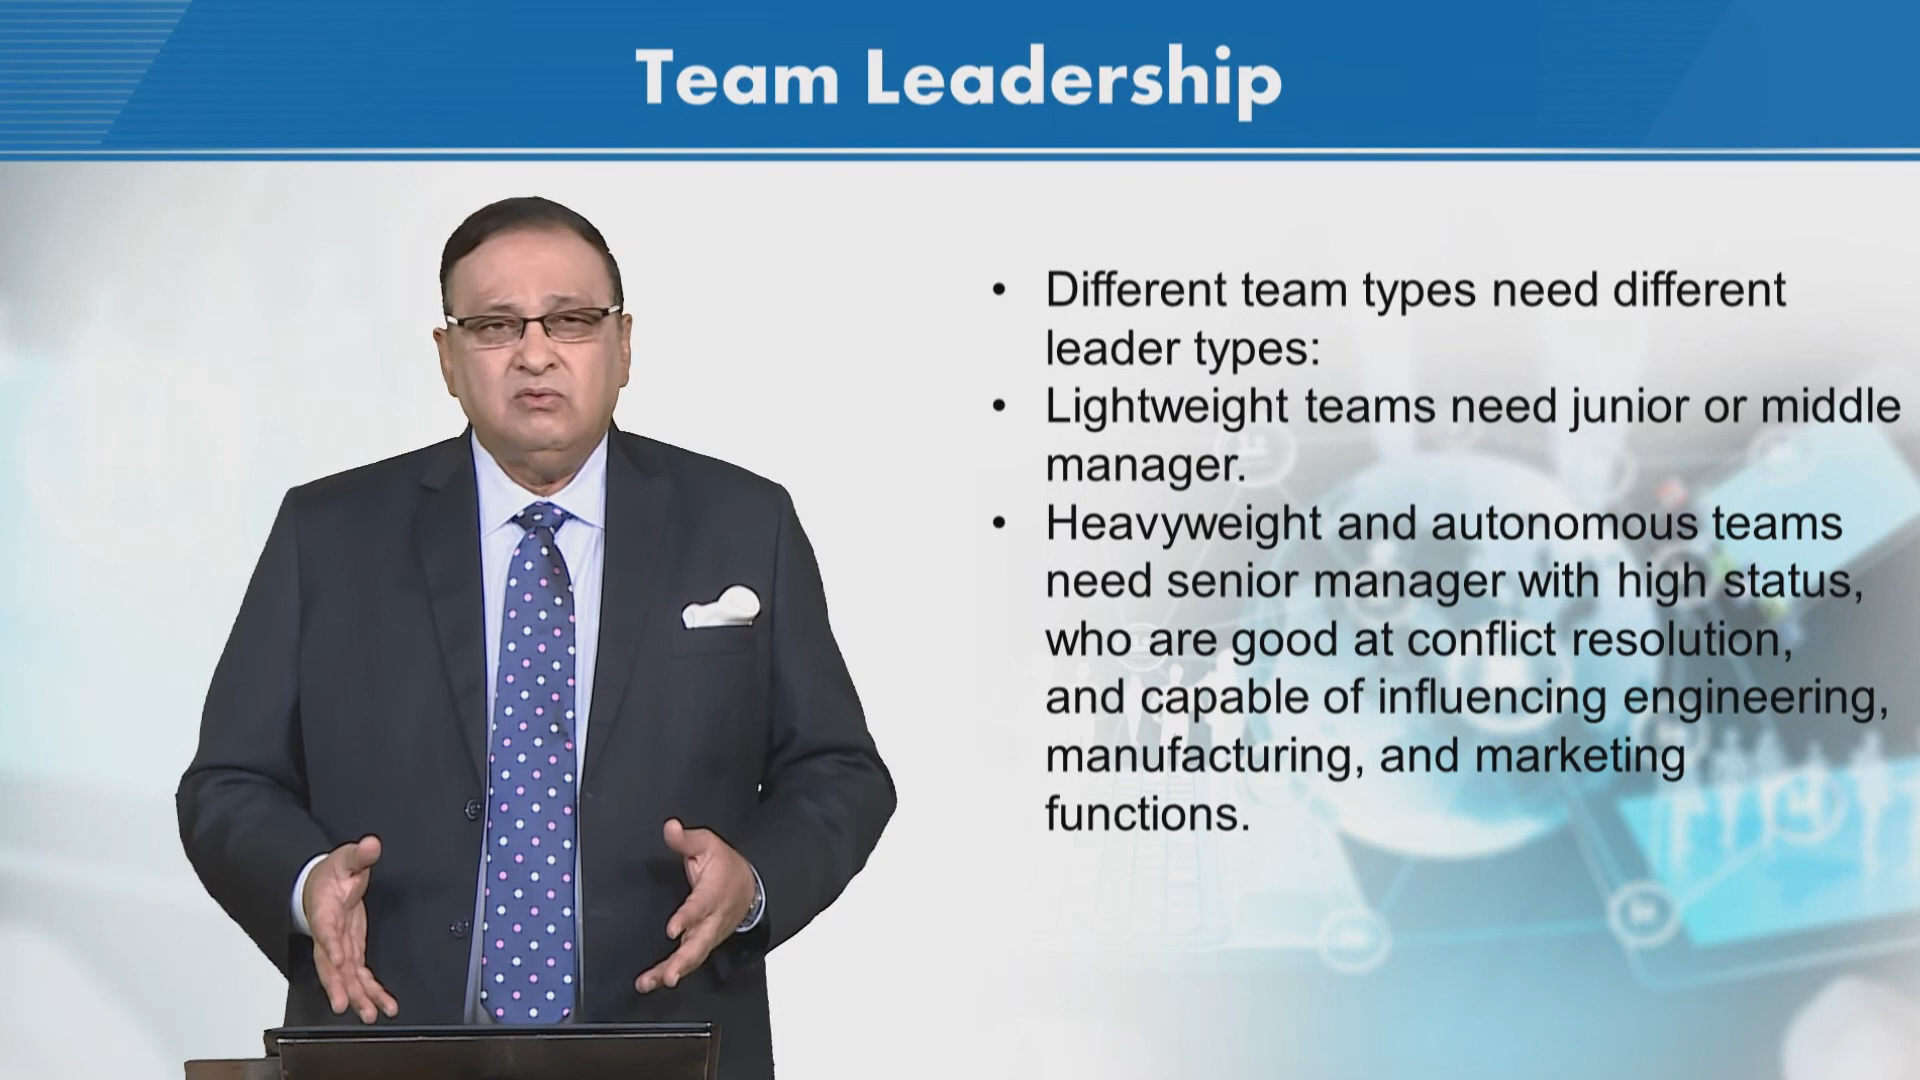 Team Leadership
• Different team types need different
leader types:
• Lightweight teams need junior or middle
manager.
• Heavyweight and autonomous teams
need senior manager with high status,
who are good at conflict resolution,
and capable of influencing engineering,
manufacturing, and marketing
functions.